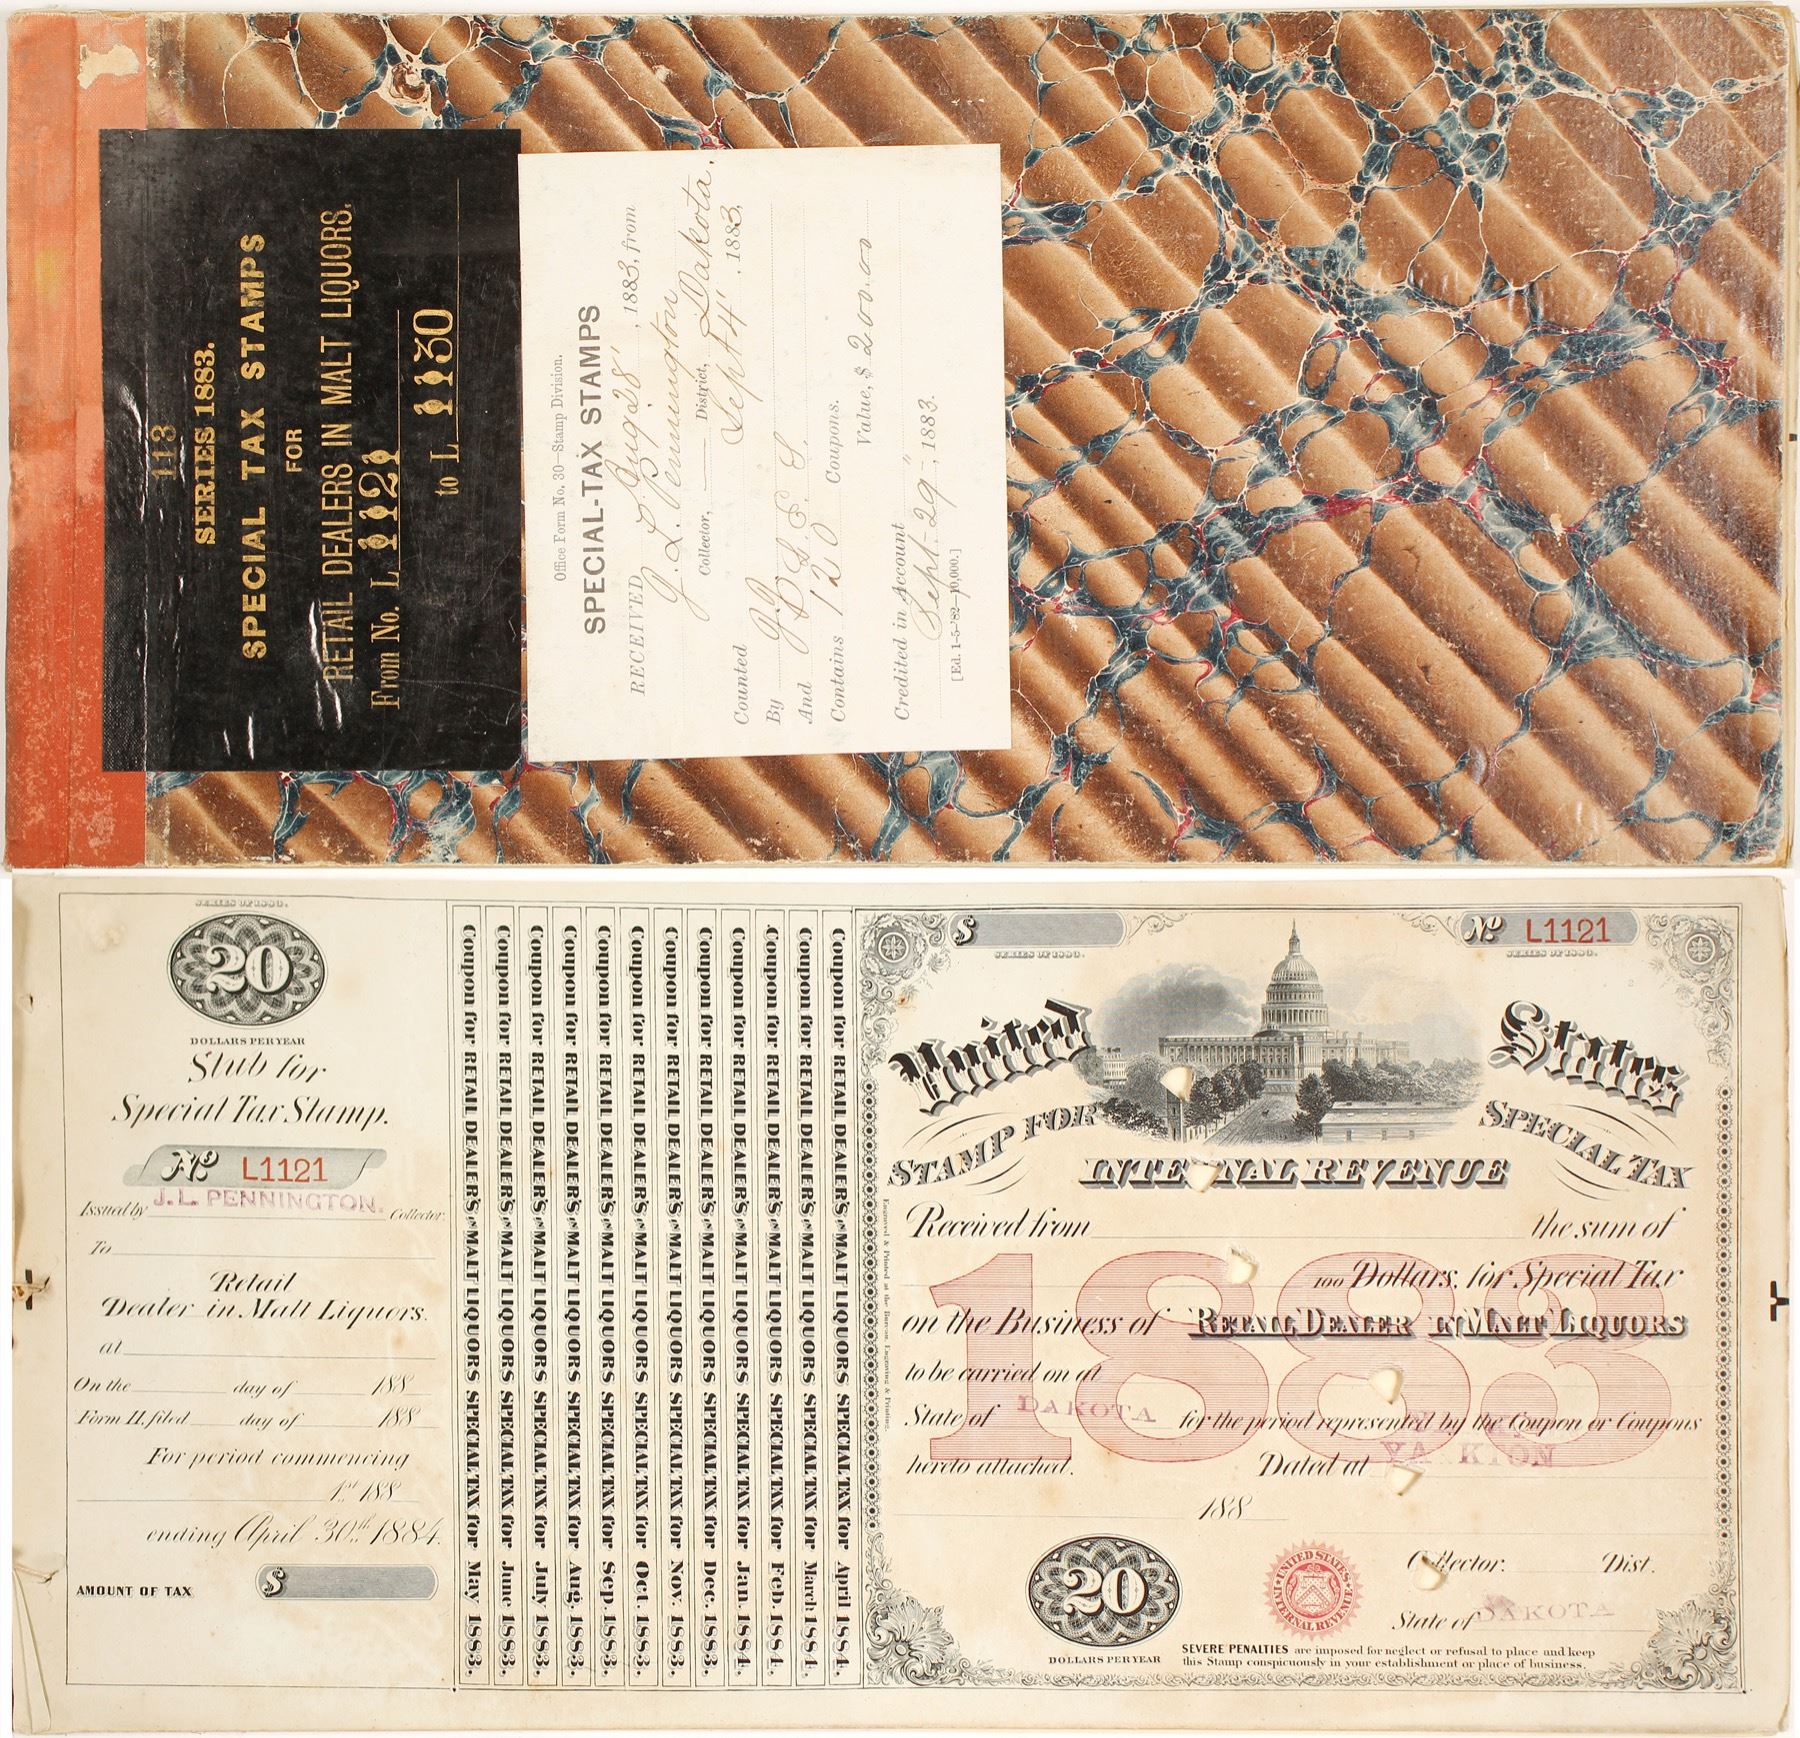 113
SERIES 1883.
SPECIAL TAX STAMPS
FOR
RETAIL DEALERS IN MALT LIQUORS.
From No. L 1121
to L 1130
Office Form No. 30—Stamp Division.
SPECIAL-TAX STAMPS
RECEIVED Aug 28, 1883, from
J. L. Pennington
Collector, District, Dakota,
Counted Sept 4", 1883,
By
And
Contains 120 Coupons.
Value, $ 200.00
Credited in Account
Sept. 29", 1883.
[Ed. 1-5-'82—10,000.]
SERIES OF 1883.
20
DOLLARS PER YEAR
Stub for
Special Tax Stamp.
No L1121
Issued by J.L. PENNINGTON. Collector.
To
Retail
Dealer in Malt Liquors.
at
On the day of 188
Form 11, filed day of 188
For period commencing
1st 188
ending April 30th 1884.
AMOUNT OF TAX $
Coupon for RETAIL DEALER'S IN MALT LIQUORS SPECIAL TAX for May 1883.
Coupon for RETAIL DEALER'S IN MALT LIQUORS SPECIAL TAX for June 1883.
Coupon for RETAIL DEALER'S IN MALT LIQUORS SPECIAL TAX for July 1883.
Coupon for RETAIL DEALER'S IN MALT LIQUORS SPECIAL TAX for Aug. 1883.
Coupon for RETAIL DEALER'S IN MALT LIQUORS SPECIAL TAX for Sep. 1883.
Coupon for RETAIL DEALER'S IN MALT LIQUORS SPECIAL TAX for Oct. 1883.
Coupon for RETAIL DEALER'S IN MALT LIQUORS SPECIAL TAX for Nov. 1883.
Coupon for RETAIL DEALER'S IN MALT LIQUORS SPECIAL TAX for Dec. 1883.
Coupon for RETAIL DEALER'S IN MALT LIQUORS SPECIAL TAX for Jan. 1884.
Coupon for RETAIL DEALER'S IN MALT LIQUORS SPECIAL TAX for Feb. 1884.
Coupon for RETAIL DEALER'S IN MALT LIQUORS SPECIAL TAX for March 1884.
Coupon for RETAIL DEALER'S IN MALT LIQUORS SPECIAL TAX for April 1884.
$ No L1121
SERIES OF 1883. SERIES OF 1883.
United States
STAMP FOR SPECIAL TAX
INTERNAL REVENUE
Engraved & Printed at the Bureau, Engraving & Printing.
Received from the sum of
1883
100 Dollars, for Special Tax
on the Business of RETAIL DEALER IN MALT LIQUORS
to be carried on at
State of DAKOTA for the period represented by the Coupon or Coupons
hereto attached. Dated at YANKTON
188
20
DOLLARS PER YEAR
UNITED STATES INTERNAL REVENUE
Collector. Dist.
State of DAKOTA
SEVERE PENALTIES are imposed for neglect or refusal to place and keep
this Stamp conspicuously in your establishment or place of business.